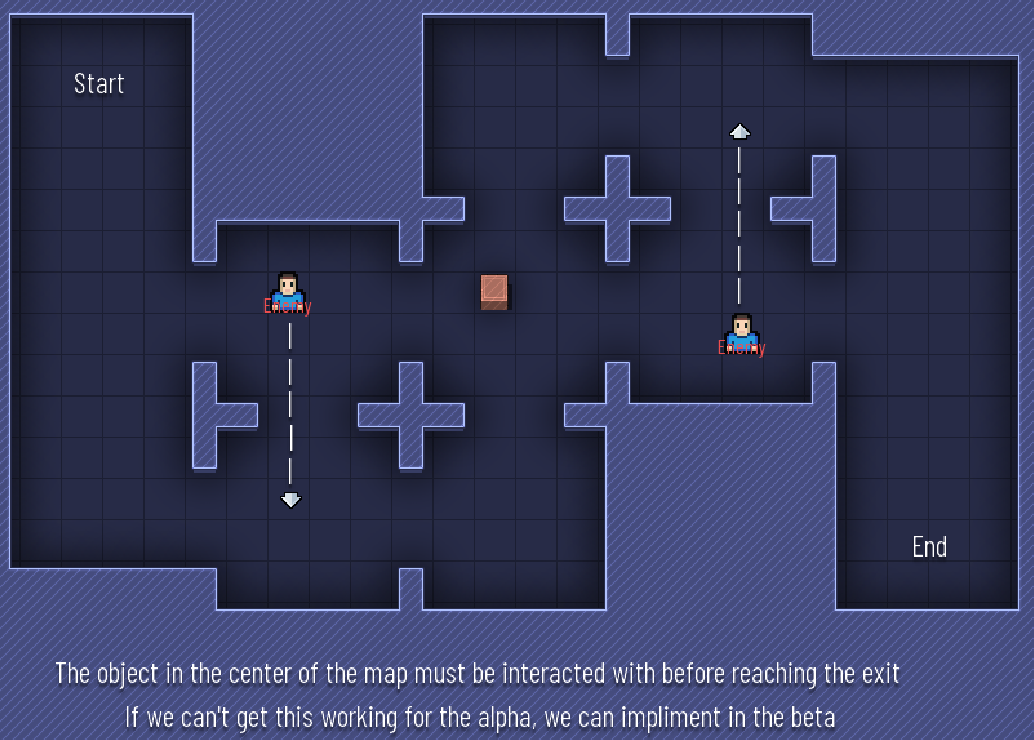 Start
Enemy
Enemy
End
The object in the center of the map must be interacted with before reaching the exit
If we can't get this working for the alpha, we can impliment in the beta